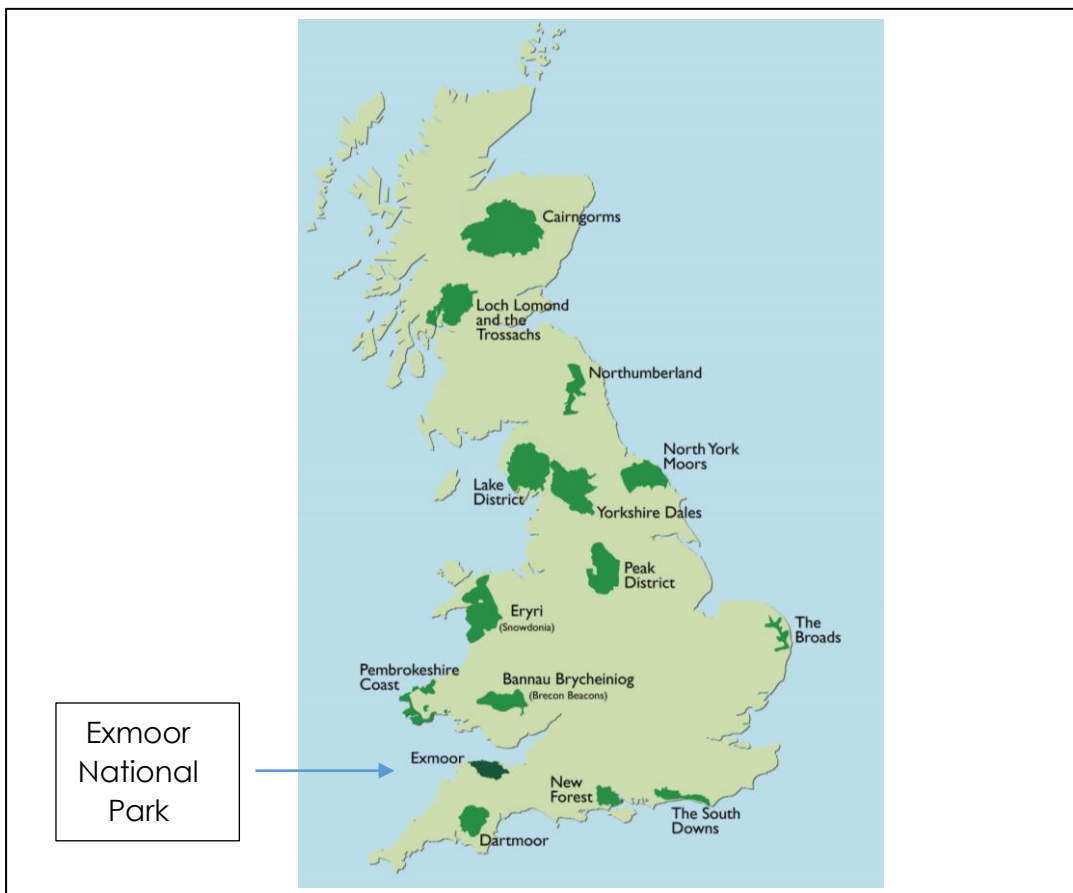 Cairngorms
Loch Lomond
and the
Trossachs
Northumberland
North York
Moors
Lake
District
Yorkshire Dales
Peak
District
Eryri
(Snowdonia)
The
Broads
Pembrokeshire
Coast
Bannau Brycheiniog
(Brecon Beacons)
Exmoor
National
Park
Exmoor
New
Forest
The South
Downs
Dartmoor